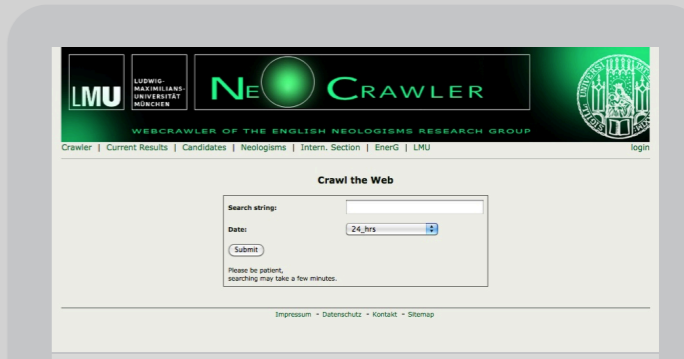 LMU
LUDWIG-
MAXIMILIANS-
UNIVERSITÄT
MÜNCHEN
NEO CRAWLER
WEBCRAWLER OF THE ENGLISH NEOLOGISMS RESEARCH GROUP
Crawler | Current Results | Candidates | Neologisms | Intern. Section | EnerG | LMU login
Crawl the Web
Search string:
Date: 24_hrs
Submit
Please be patient,
searching may take a few minutes.
Impressum - Datenschutz - Kontakt - Sitemap